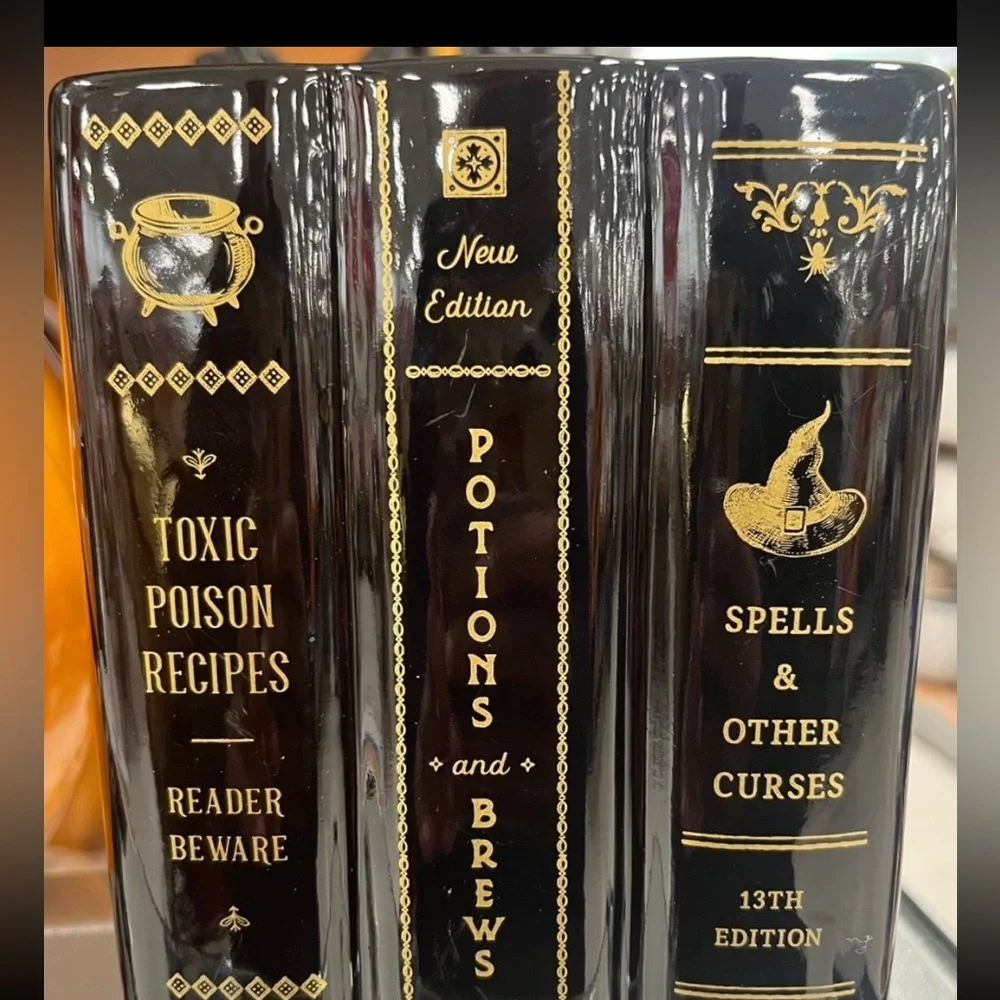 TOXIC
POISON
RECIPES
READER
BEWARE
New
Edition
POTIONS
and
BREWS
SPELLS
&
OTHER
CURSES
13TH
EDITION